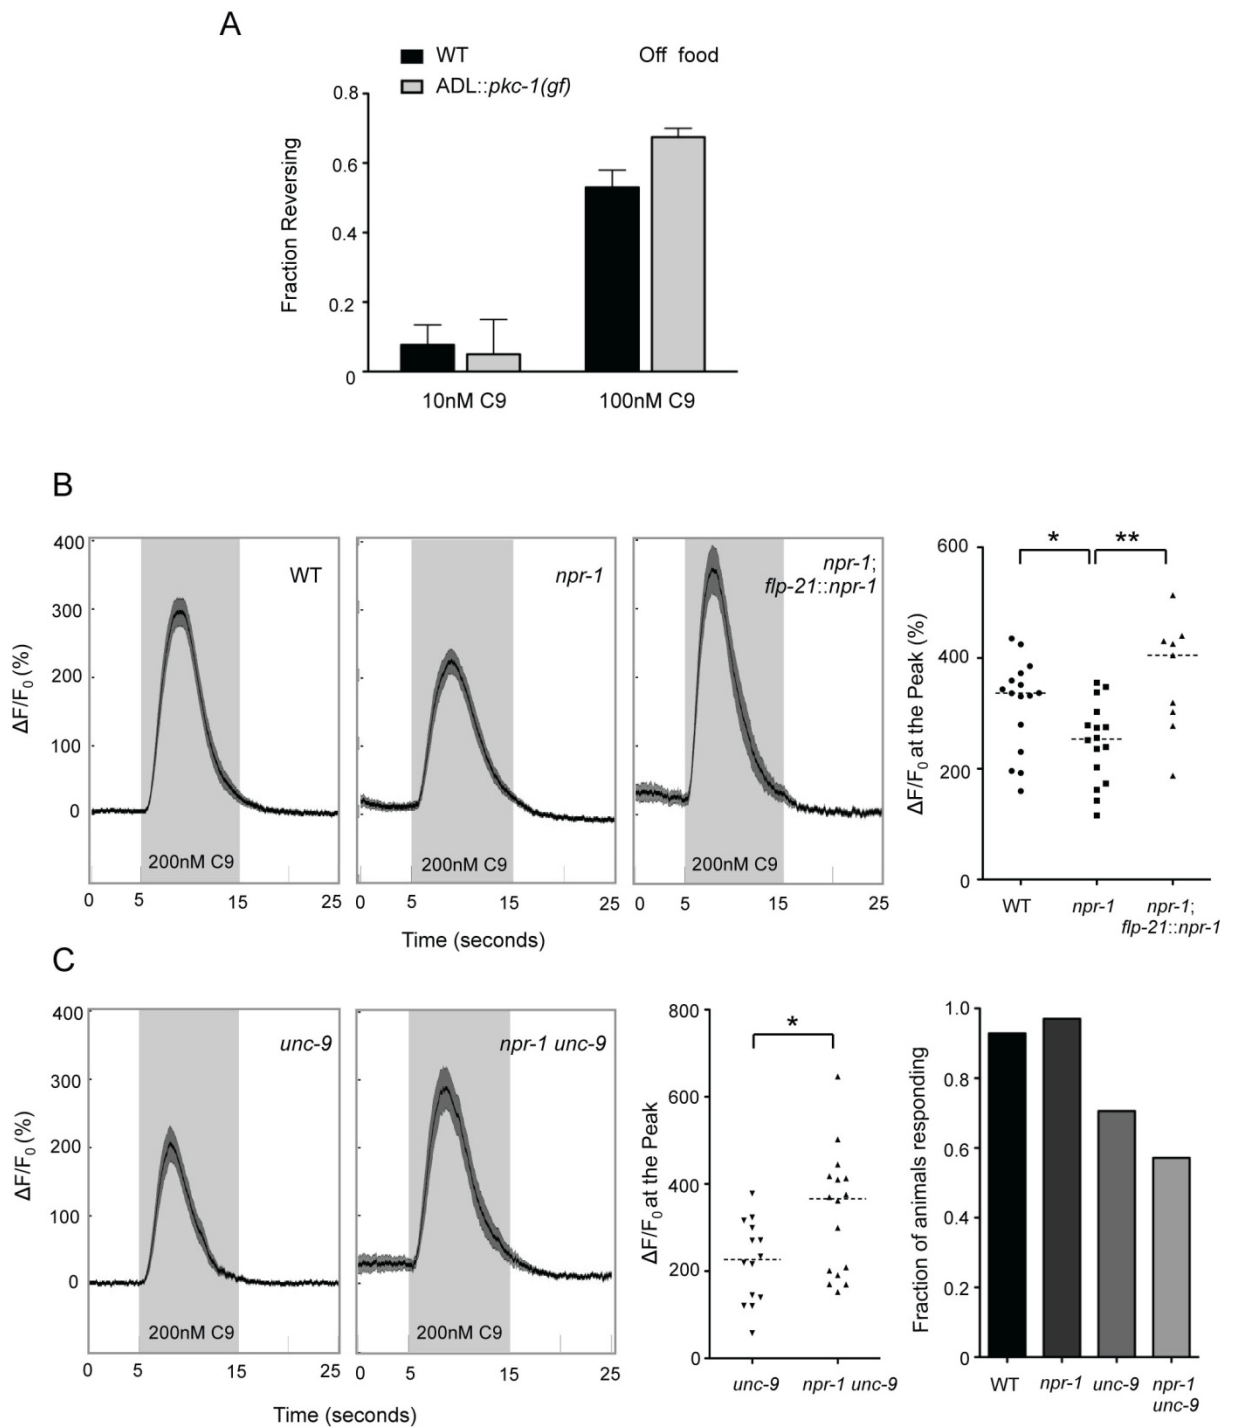 A
WT
Off food
ADL::pkc-1(gf)
Fraction Reversing
0.8
0.6
0.4
0.2
0
10nM C9
100nM C9
B
ΔF/F0 (%)
400
300
200
100
0
WT
200nM C9
0 5 15 25
npr-1
200nM C9
0 5 15 25
npr-1;
flp-21::npr-1
200nM C9
0 5 15 25
Time (seconds)
ΔF/F0 at the Peak (%)
600
400
200
0
*
**
WT
npr-1
npr-1;
flp-21::npr-1
C
ΔF/F0 (%)
400
300
200
100
0
unc-9
200nM C9
0 5 15 25
npr-1 unc-9
200nM C9
0 5 15 25
Time (seconds)
ΔF/F0 at the Peak
800
600
400
200
0
*
unc-9
npr-1 unc-9
Fraction of animals responding
1.0
0.8
0.6
0.4
0.2
0
WT
npr-1
unc-9
npr-1
unc-9